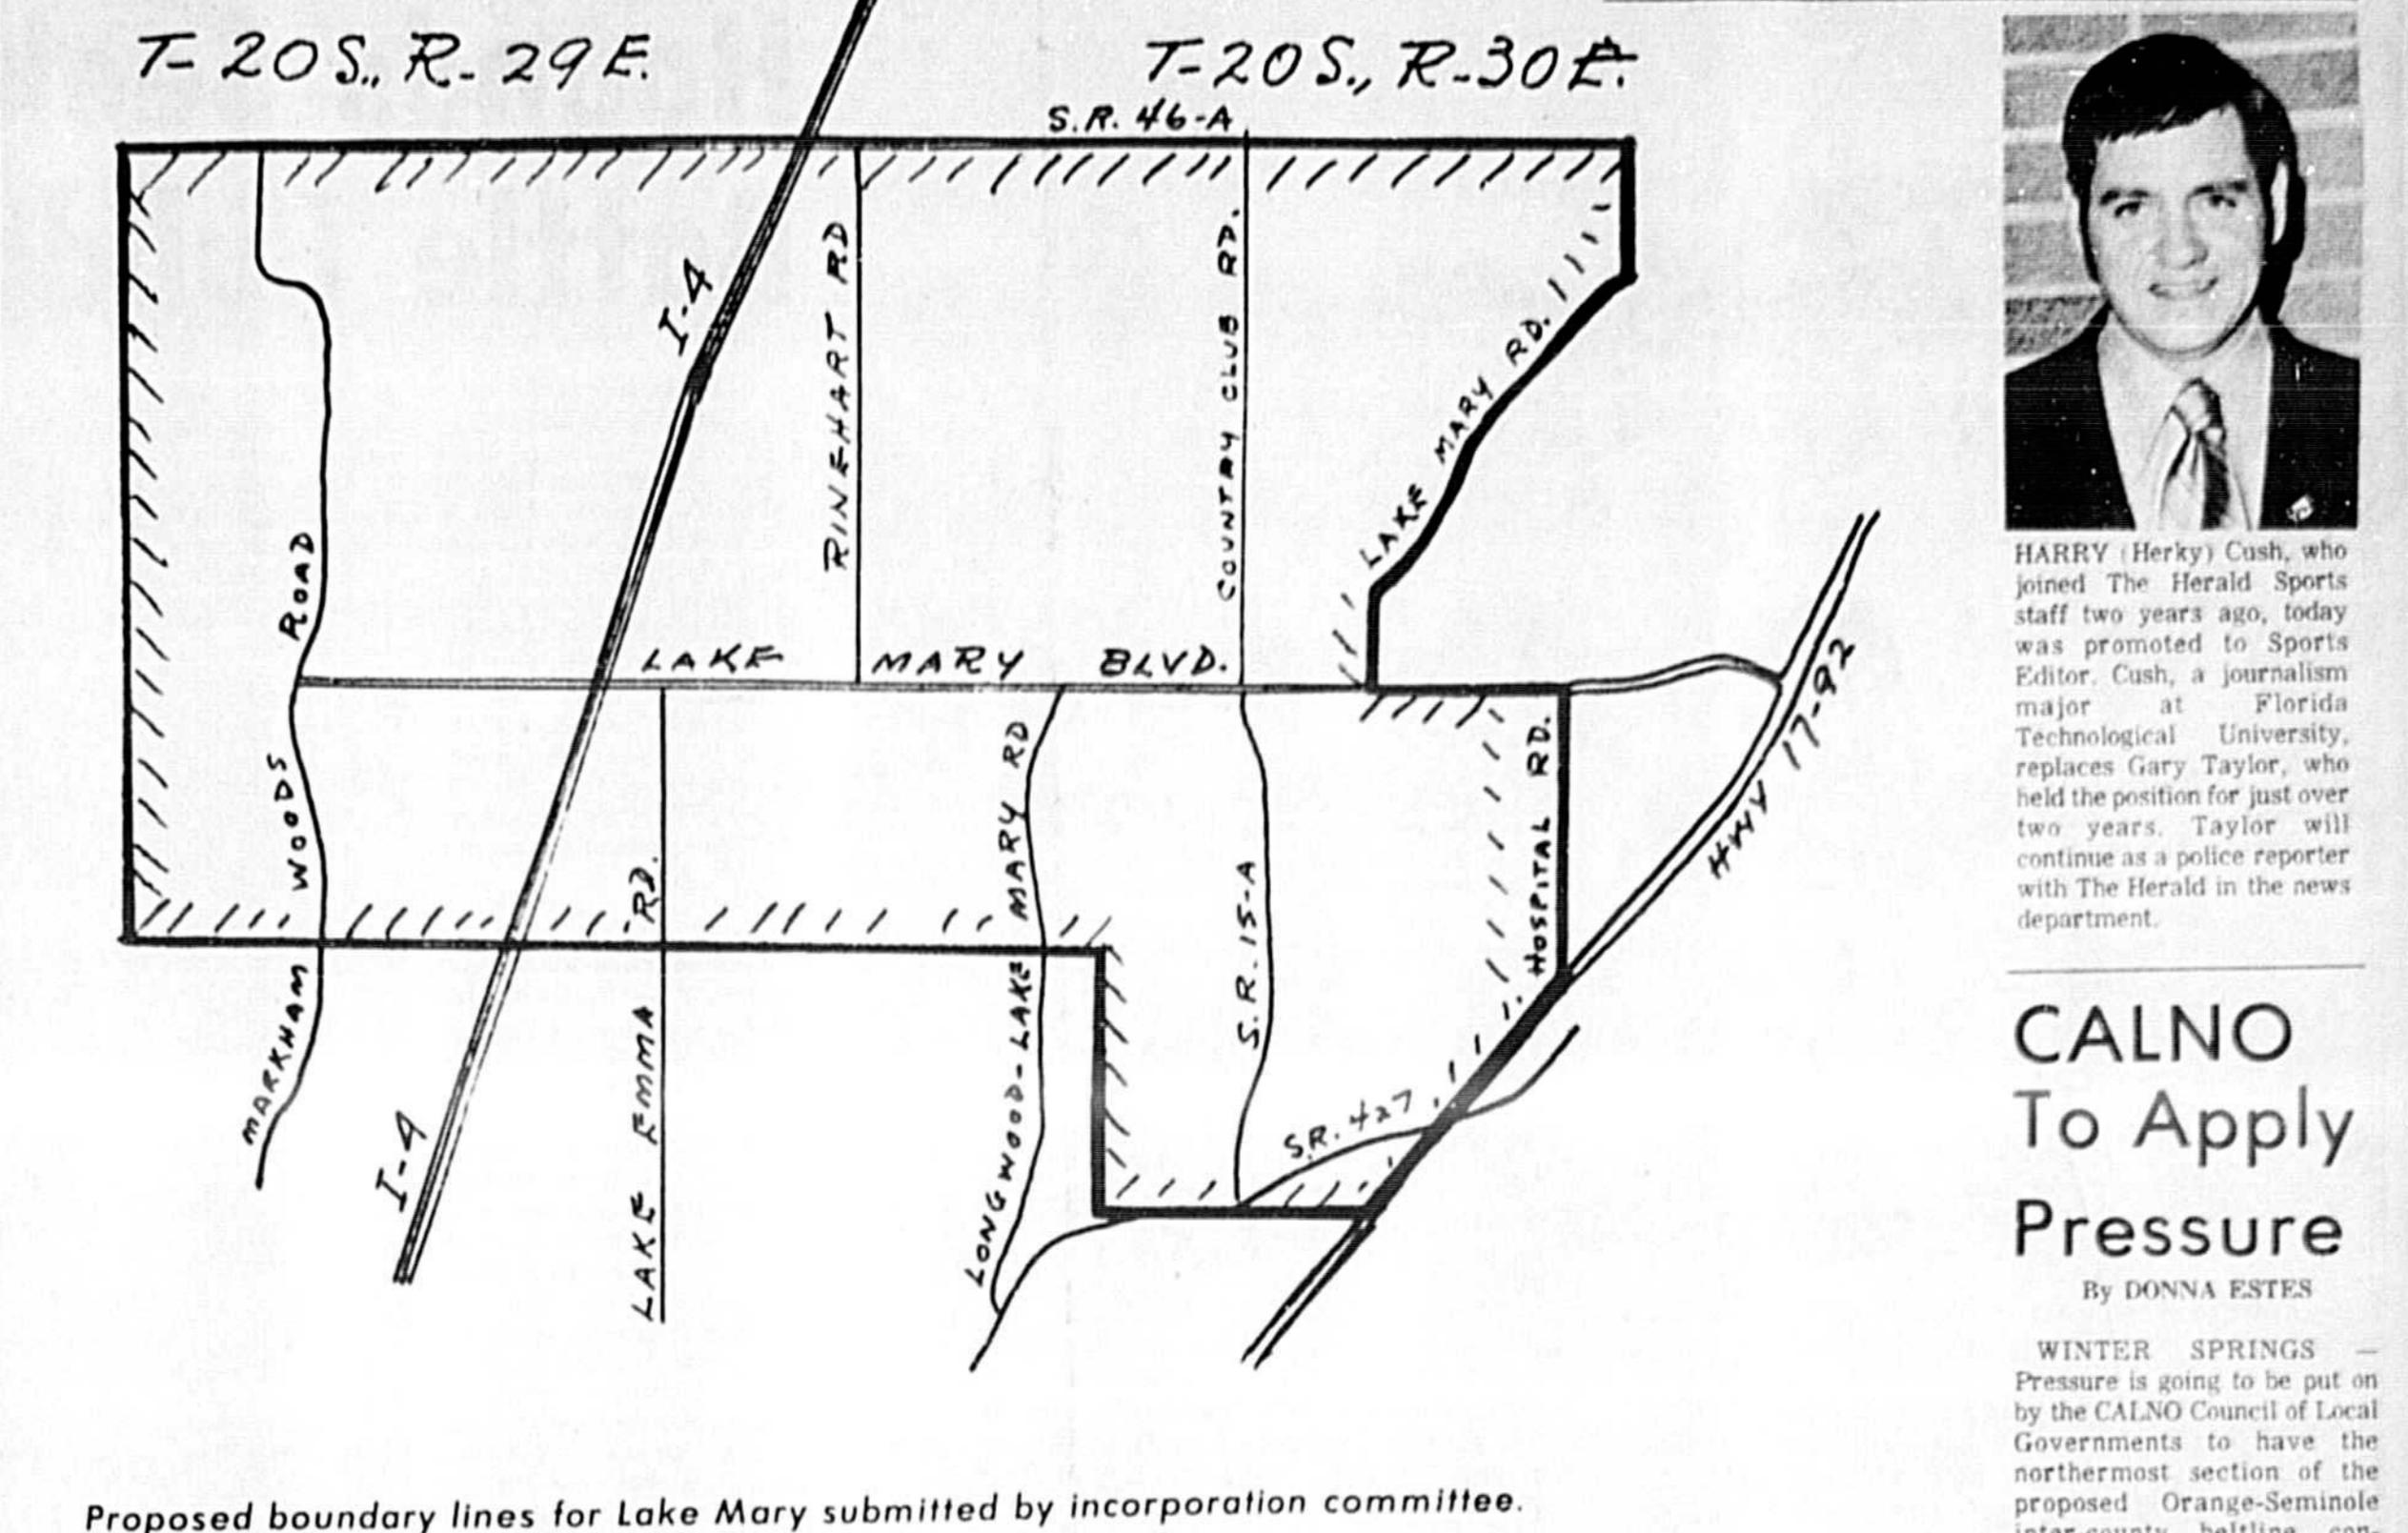 T-20S., R-29E.
T-20S., R-30E.
S.R. 46-A
I-4
RINEHART RD
COUNTRY CLUB RD.
LAKE MARY RD.
MARKHAM WOODS ROAD
LAKE MARY BLVD.
LONGWOOD-LAKE MARY RD
S.R. 15-A
HOSPITAL RD.
HWY 17-92
LAKE EMMA RD.
S.R. 427
I-4
Proposed boundary lines for Lake Mary submitted by incorporation committee.
HARRY (Herky) Cush, who
joined The Herald Sports
staff two years ago, today
was promoted to Sports
Editor. Cush, a journalism
major at Florida
Technological University,
replaces Gary Taylor, who
held the position for just over
two years. Taylor will
continue as a police reporter
with The Herald in the news
department.
CALNO
To Apply
Pressure
By DONNA ESTES
WINTER SPRINGS —
Pressure is going to be put on
by the CALNO Council of Local
Governments to have the
northermost section of the
proposed Orange-Seminole
inter-county beltline con-